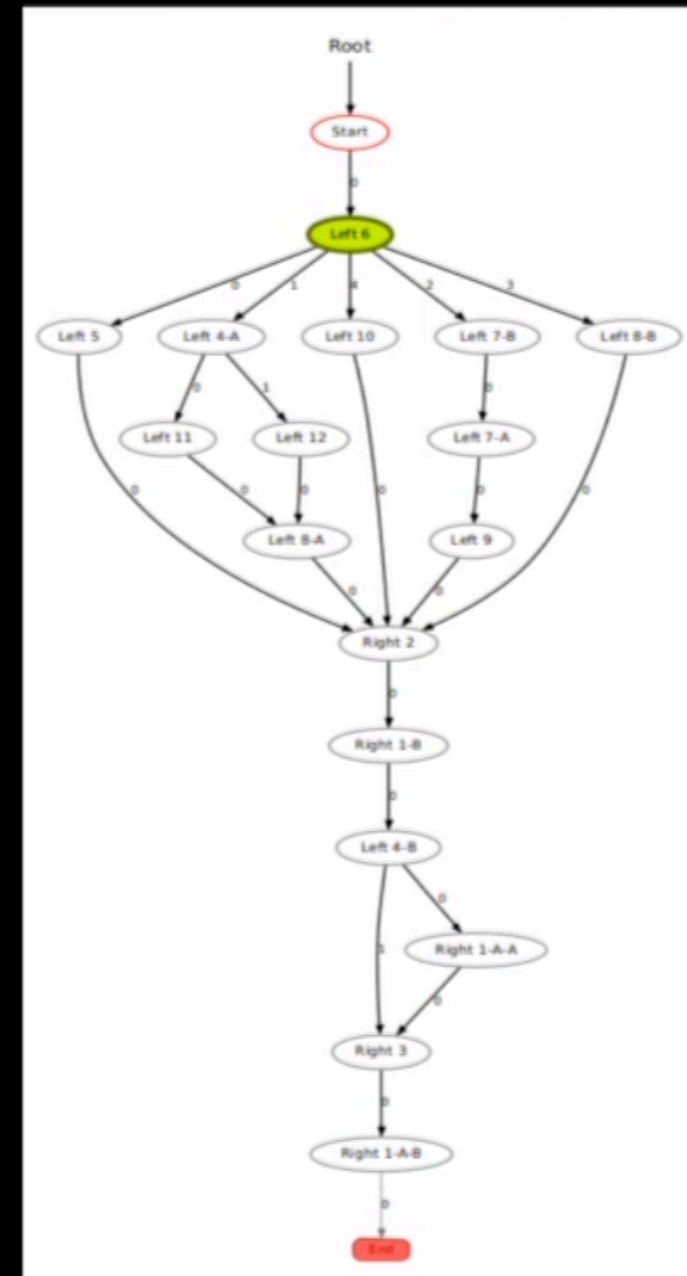 Root
Start
0
Left 6
0 1 4 2 3
Left 5 Left 4-A Left 10 Left 7-B Left 8-B
0 1 0
Left 11 Left 12 Left 7-A
0 0 0 0 0 0
Left 8-A Left 9
0 0
Right 2
0
Right 1-B
0
Left 4-B
0
1 Right 1-A-A
0
Right 3
0
Right 1-A-B
0
End